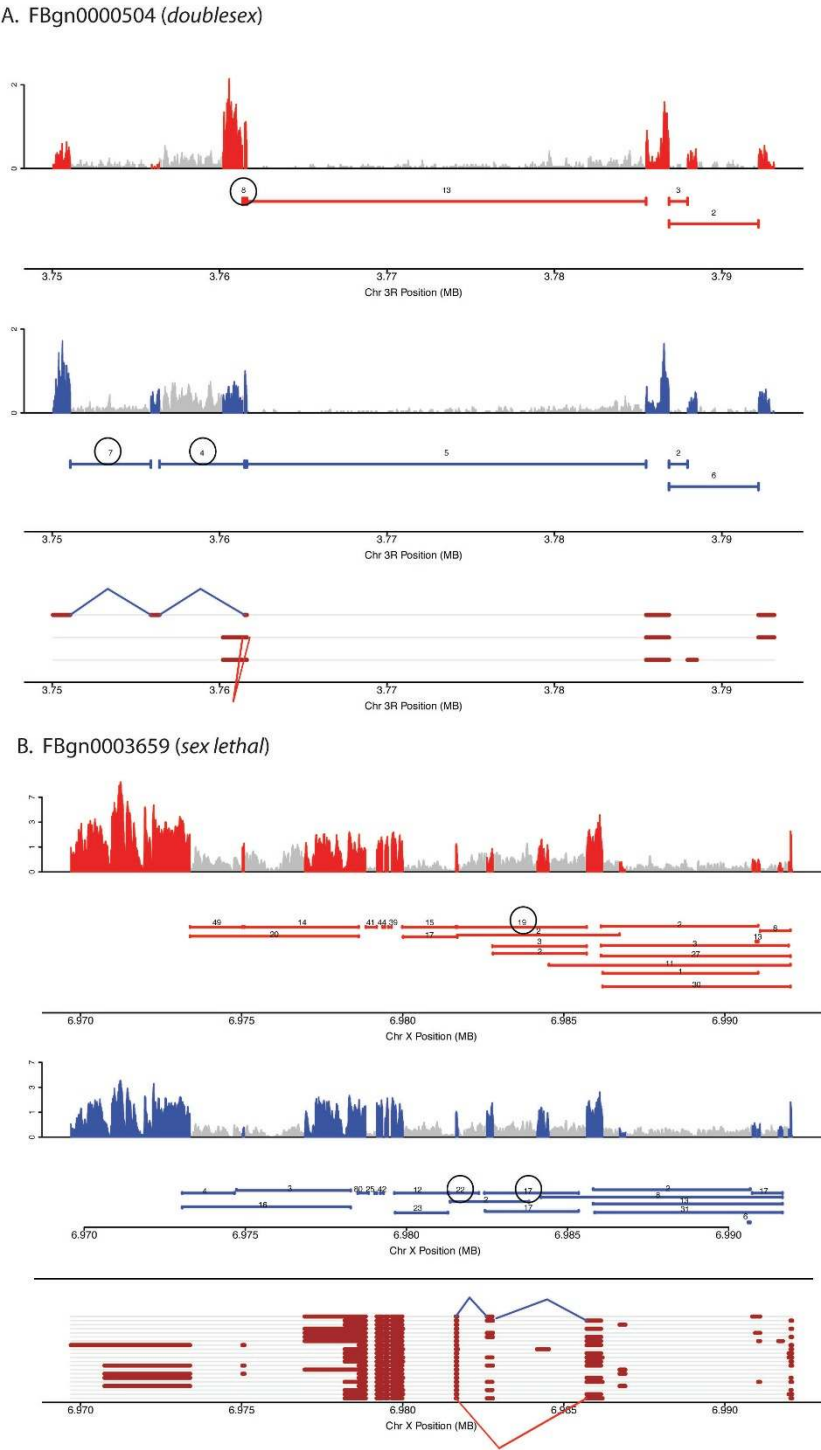 A. FBgn0000504 (doublesex)
2
0
8 13 3
2
3.75 3.76 3.77 3.78 3.79
Chr 3R Position (MB)
2
0
7 4 5 2
6
3.75 3.76 3.77 3.78 3.79
Chr 3R Position (MB)
3.75 3.76 3.77 3.78 3.79
Chr 3R Position (MB)
B. FBgn0003659 (sex lethal)
7
3
1
0
49 14 41 44 39 15 19 2 8
20 17 2 13
3 3
2 27
11
1
30
6.970 6.975 6.980 6.985 6.990
Chr X Position (MB)
7
3
1
0
4 3 60 25 42 12 22 17 2 17
2 8
16 13
23 17 31
6
6.970 6.975 6.980 6.985 6.990
Chr X Position (MB)
6.970 6.975 6.980 6.985 6.990
Chr X Position (MB)